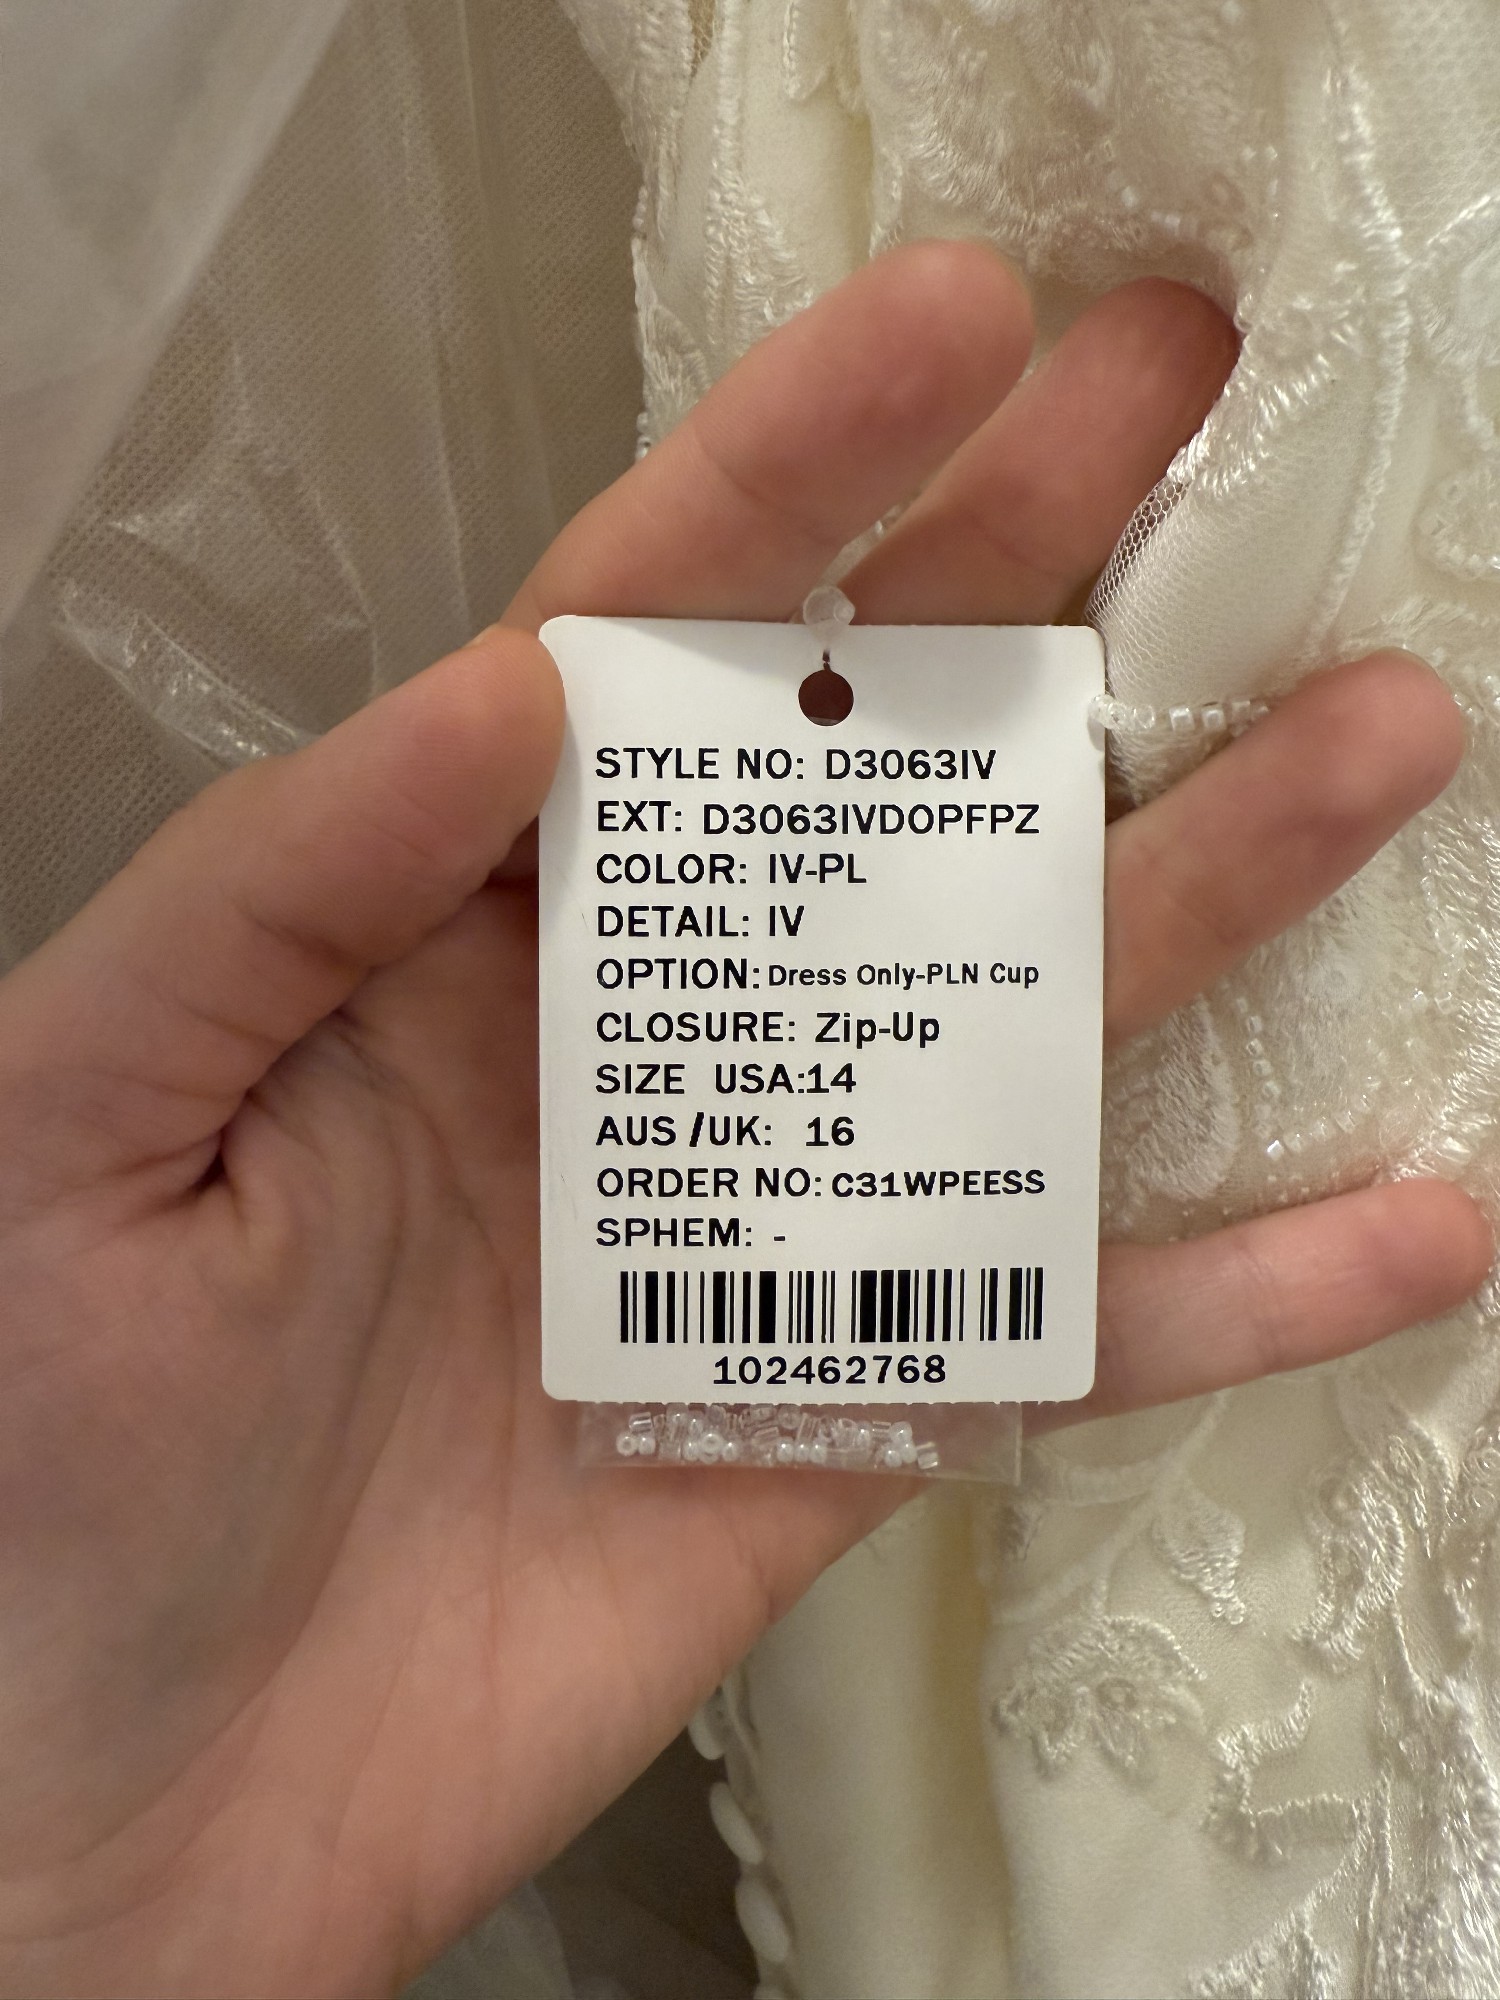 STYLE NO: D3063IV
EXT: D3063IVDOPFPZ
COLOR: IV-PL
DETAIL: IV
OPTION: Dress Only-PLN Cup
CLOSURE: Zip-Up
SIZE USA:14
AUS /UK: 16
ORDER NO: C31WPEESS
SPHEM: -
102462768